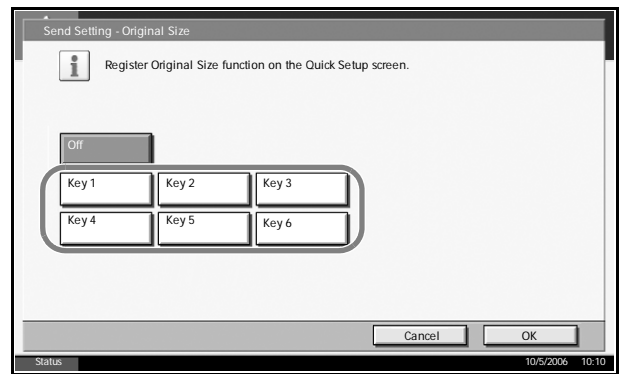 Send Setting - Original Size
Register Original Size function on the Quick Setup screen.
Off
Key 1 Key 2 Key 3
Key 4 Key 5 Key 6
Cancel OK
Status 10/5/2006 10:10